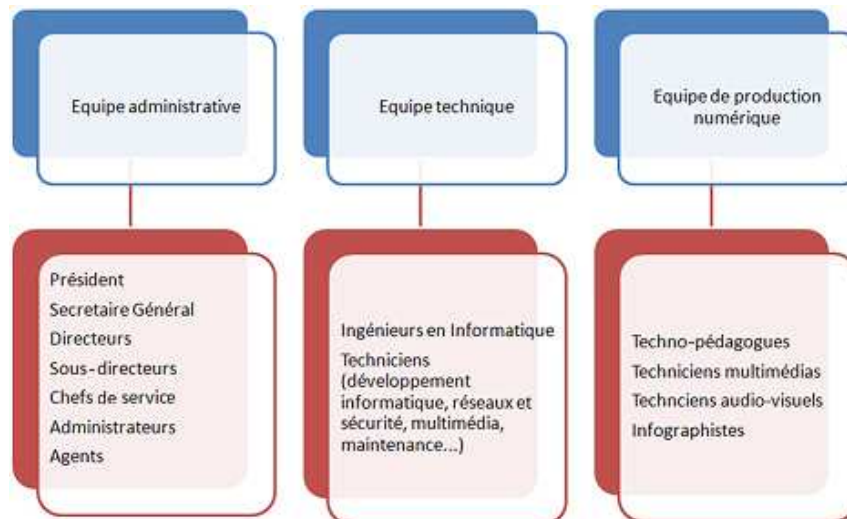 Equipe administrative
Equipe technique
Equipe de production
numérique
Président
Secretaire Général
Directeurs
Sous-directeurs
Chefs de service
Administrateurs
Agents
Ingénieurs en Informatique
Techniciens
(développement
informatique, réseaux et
sécurité, multimédia,
maintenance...)
Techno-pédagogues
Techniciens multimédias
Technciens audio-visuels
Infographistes